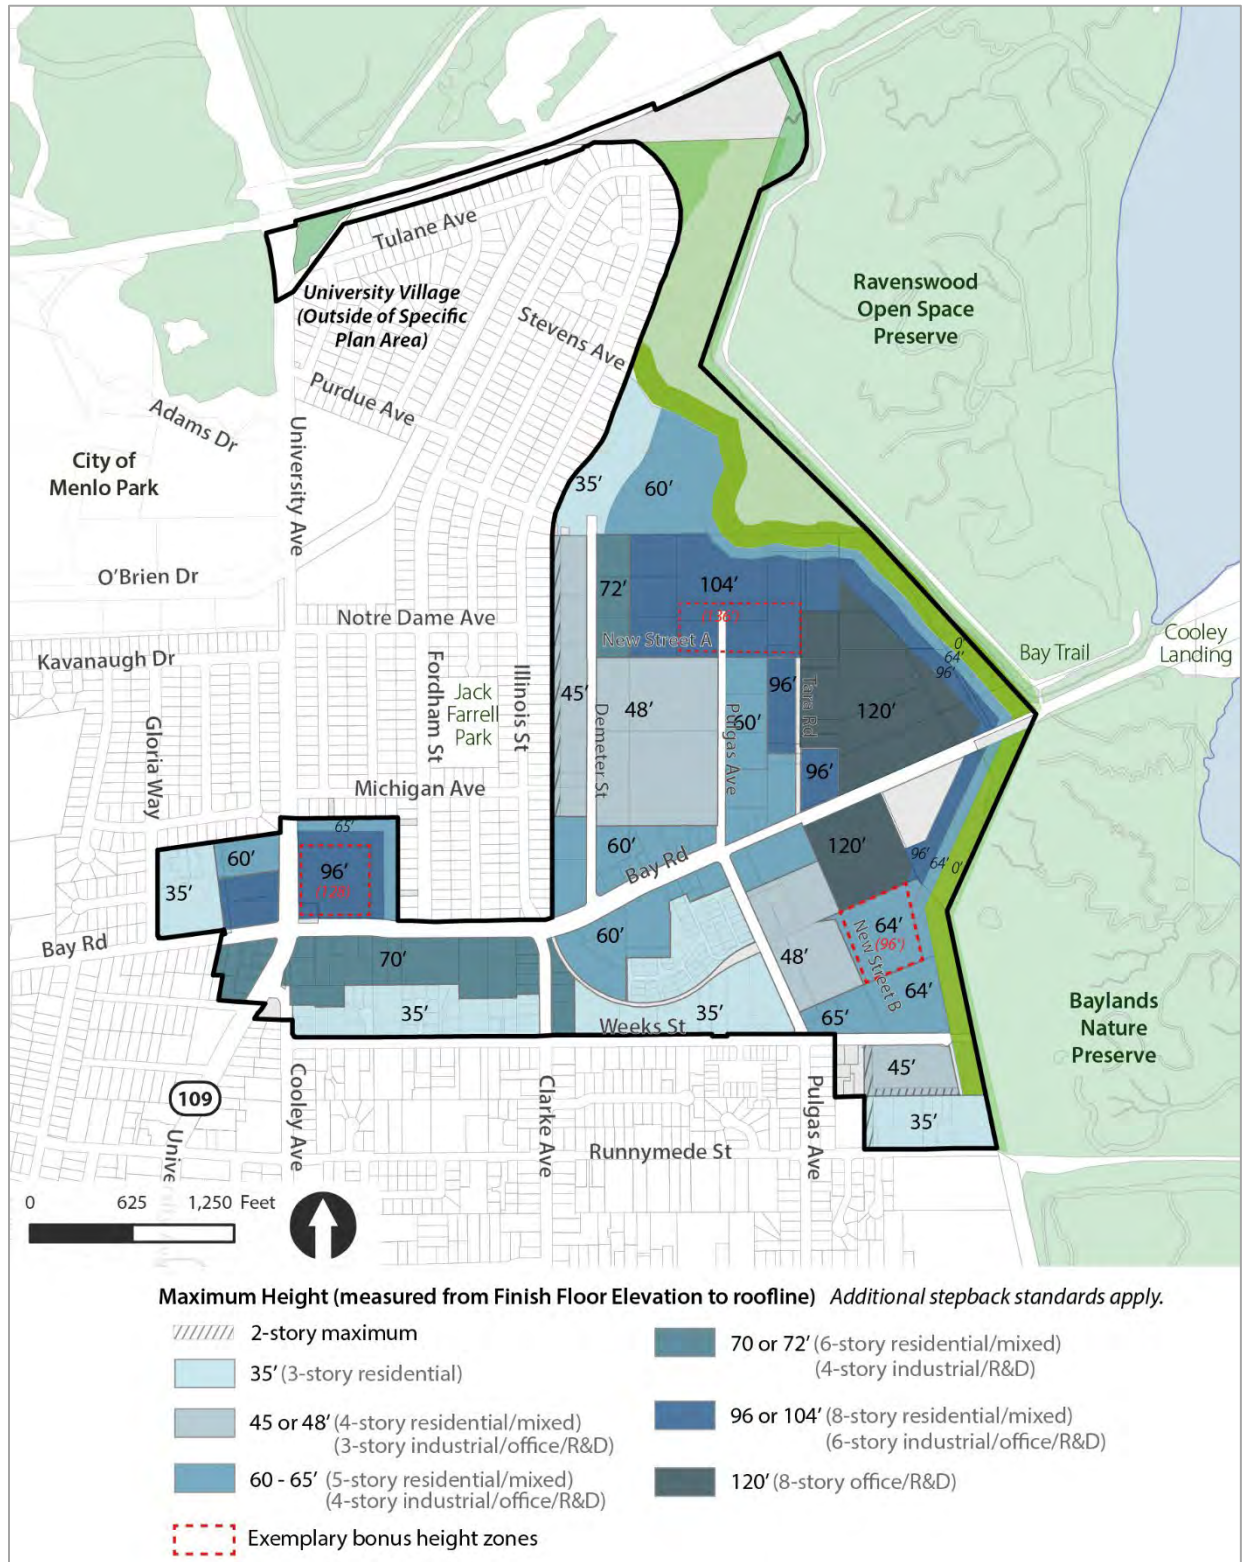 Tulane Ave
University Village
(Outside of Specific
Plan Area)
Stevens Ave
Purdue Ave
Adams Dr
University Ave
City of
Menlo Park
Ravenswood
Open Space
Preserve
35’
60’
O’Brien Dr
72’
104’
(136’)
Notre Dame Ave
New Street A
Kavanaugh Dr
Fordham St
Illinois St
Jack
Farrell
Park
45’
Demeter St
48’
Pulgas Ave
60’
96’
Tara Rd
120’
0’
64’
96’
Bay Trail
Cooley
Landing
Gloria Way
Michigan Ave
96’
65’
60’
96’
(128’)
35’
60’
Bay Rd
120’
96’
64’
0’
Bay Rd
70’
60’
48’
64’
(96’)
New Street B
64’
35’
Weeks St
35’
65’
Baylands
Nature
Preserve
45’
35’
109
Unive
Cooley Ave
Clarke Ave
Pulgas Ave
Runnymede St
0 625 1,250 Feet
Maximum Height (measured from Finish Floor Elevation to roofline) Additional stepback standards apply.
2-story maximum
35’ (3-story residential)
45 or 48’ (4-story residential/mixed)
(3-story industrial/office/R&D)
60 - 65’ (5-story residential/mixed)
(4-story industrial/office/R&D)
Exemplary bonus height zones
70 or 72’ (6-story residential/mixed)
(4-story industrial/R&D)
96 or 104’ (8-story residential/mixed)
(6-story industrial/office/R&D)
120’ (8-story office/R&D)